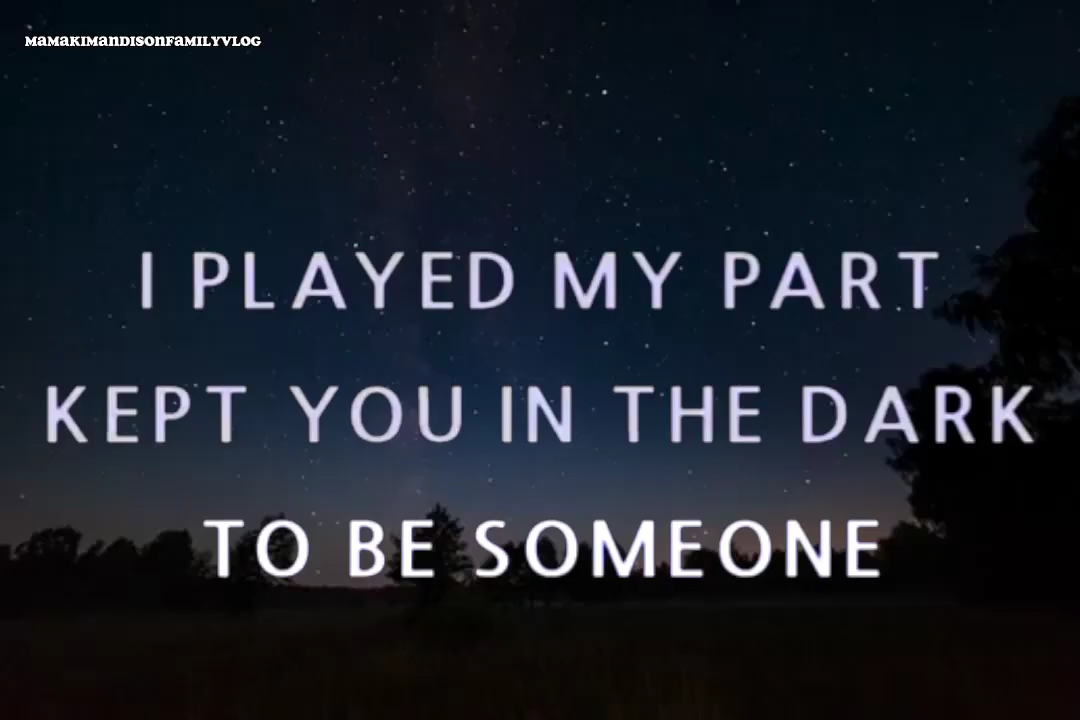 MAMAKIMANDISONFAMILYVLOG
I PLAYED MY PART
KEPT YOU IN THE DARK
TO BE SOMEONE